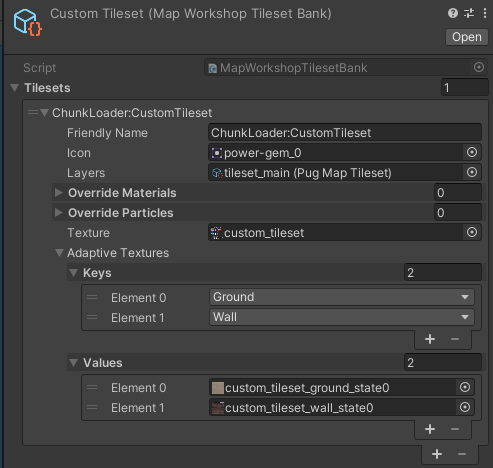 Custom Tileset (Map Workshop Tileset Bank)
Open
Script MapWorkshopTilesetBank
Tilesets 1
ChunkLoader:CustomTileset
Friendly Name ChunkLoader:CustomTileset
Icon power-gem_0
Layers tileset_main (Pug Map Tileset)
Override Materials 0
Override Particles 0
Texture custom_tileset
Adaptive Textures
Keys 2
Element 0 Ground
Element 1 Wall
+ −
Values 2
Element 0 custom_tileset_ground_state0
Element 1 custom_tileset_wall_state0
+ −
+ −